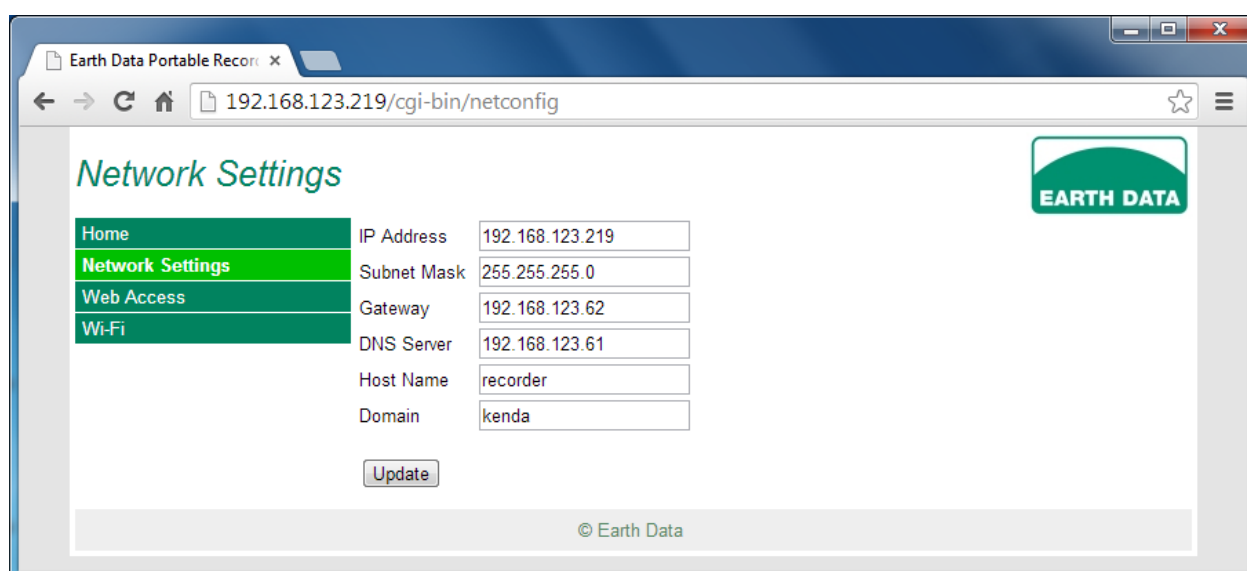 Earth Data Portable Recor
192.168.123.219/cgi-bin/netconfig
Network Settings
EARTH DATA
Home
Network Settings
Web Access
Wi-Fi
IP Address 192.168.123.219
Subnet Mask 255.255.255.0
Gateway 192.168.123.62
DNS Server 192.168.123.61
Host Name recorder
Domain kenda
Update
© Earth Data